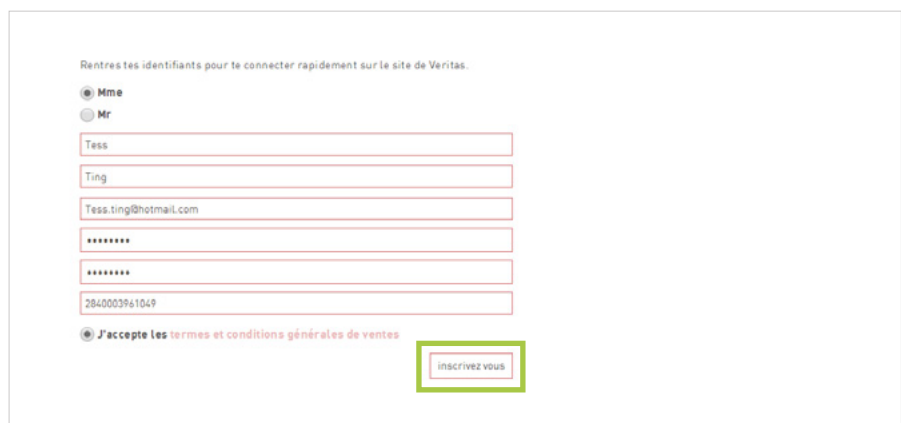 Rentres tes identifiants pour te connecter rapidement sur le site de Veritas.
Mme
Mr
Tess
Ting
Tess.ting@hotmail.com
••••••••
••••••••
2840003961049
J'accepte les termes et conditions générales de ventes
inscrivez vous